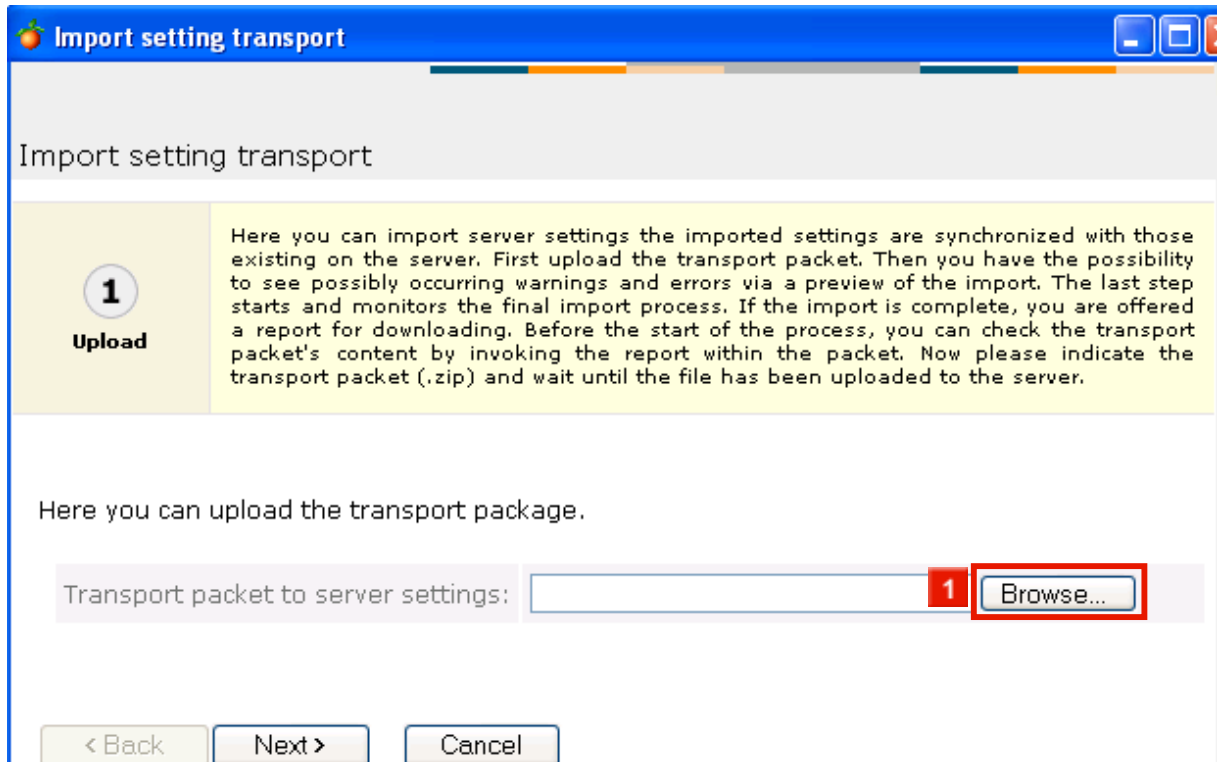 Import setting transport
Import setting transport
1
Upload
Here you can import server settings the imported settings are synchronized with those
existing on the server. First upload the transport packet. Then you have the possibility
to see possibly occurring warnings and errors via a preview of the import. The last step
starts and monitors the final import process. If the import is complete, you are offered
a report for downloading. Before the start of the process, you can check the transport
packet's content by invoking the report within the packet. Now please indicate the
transport packet (.zip) and wait until the file has been uploaded to the server.
Here you can upload the transport package.
Transport packet to server settings: 1 Browse...
< Back Next > Cancel